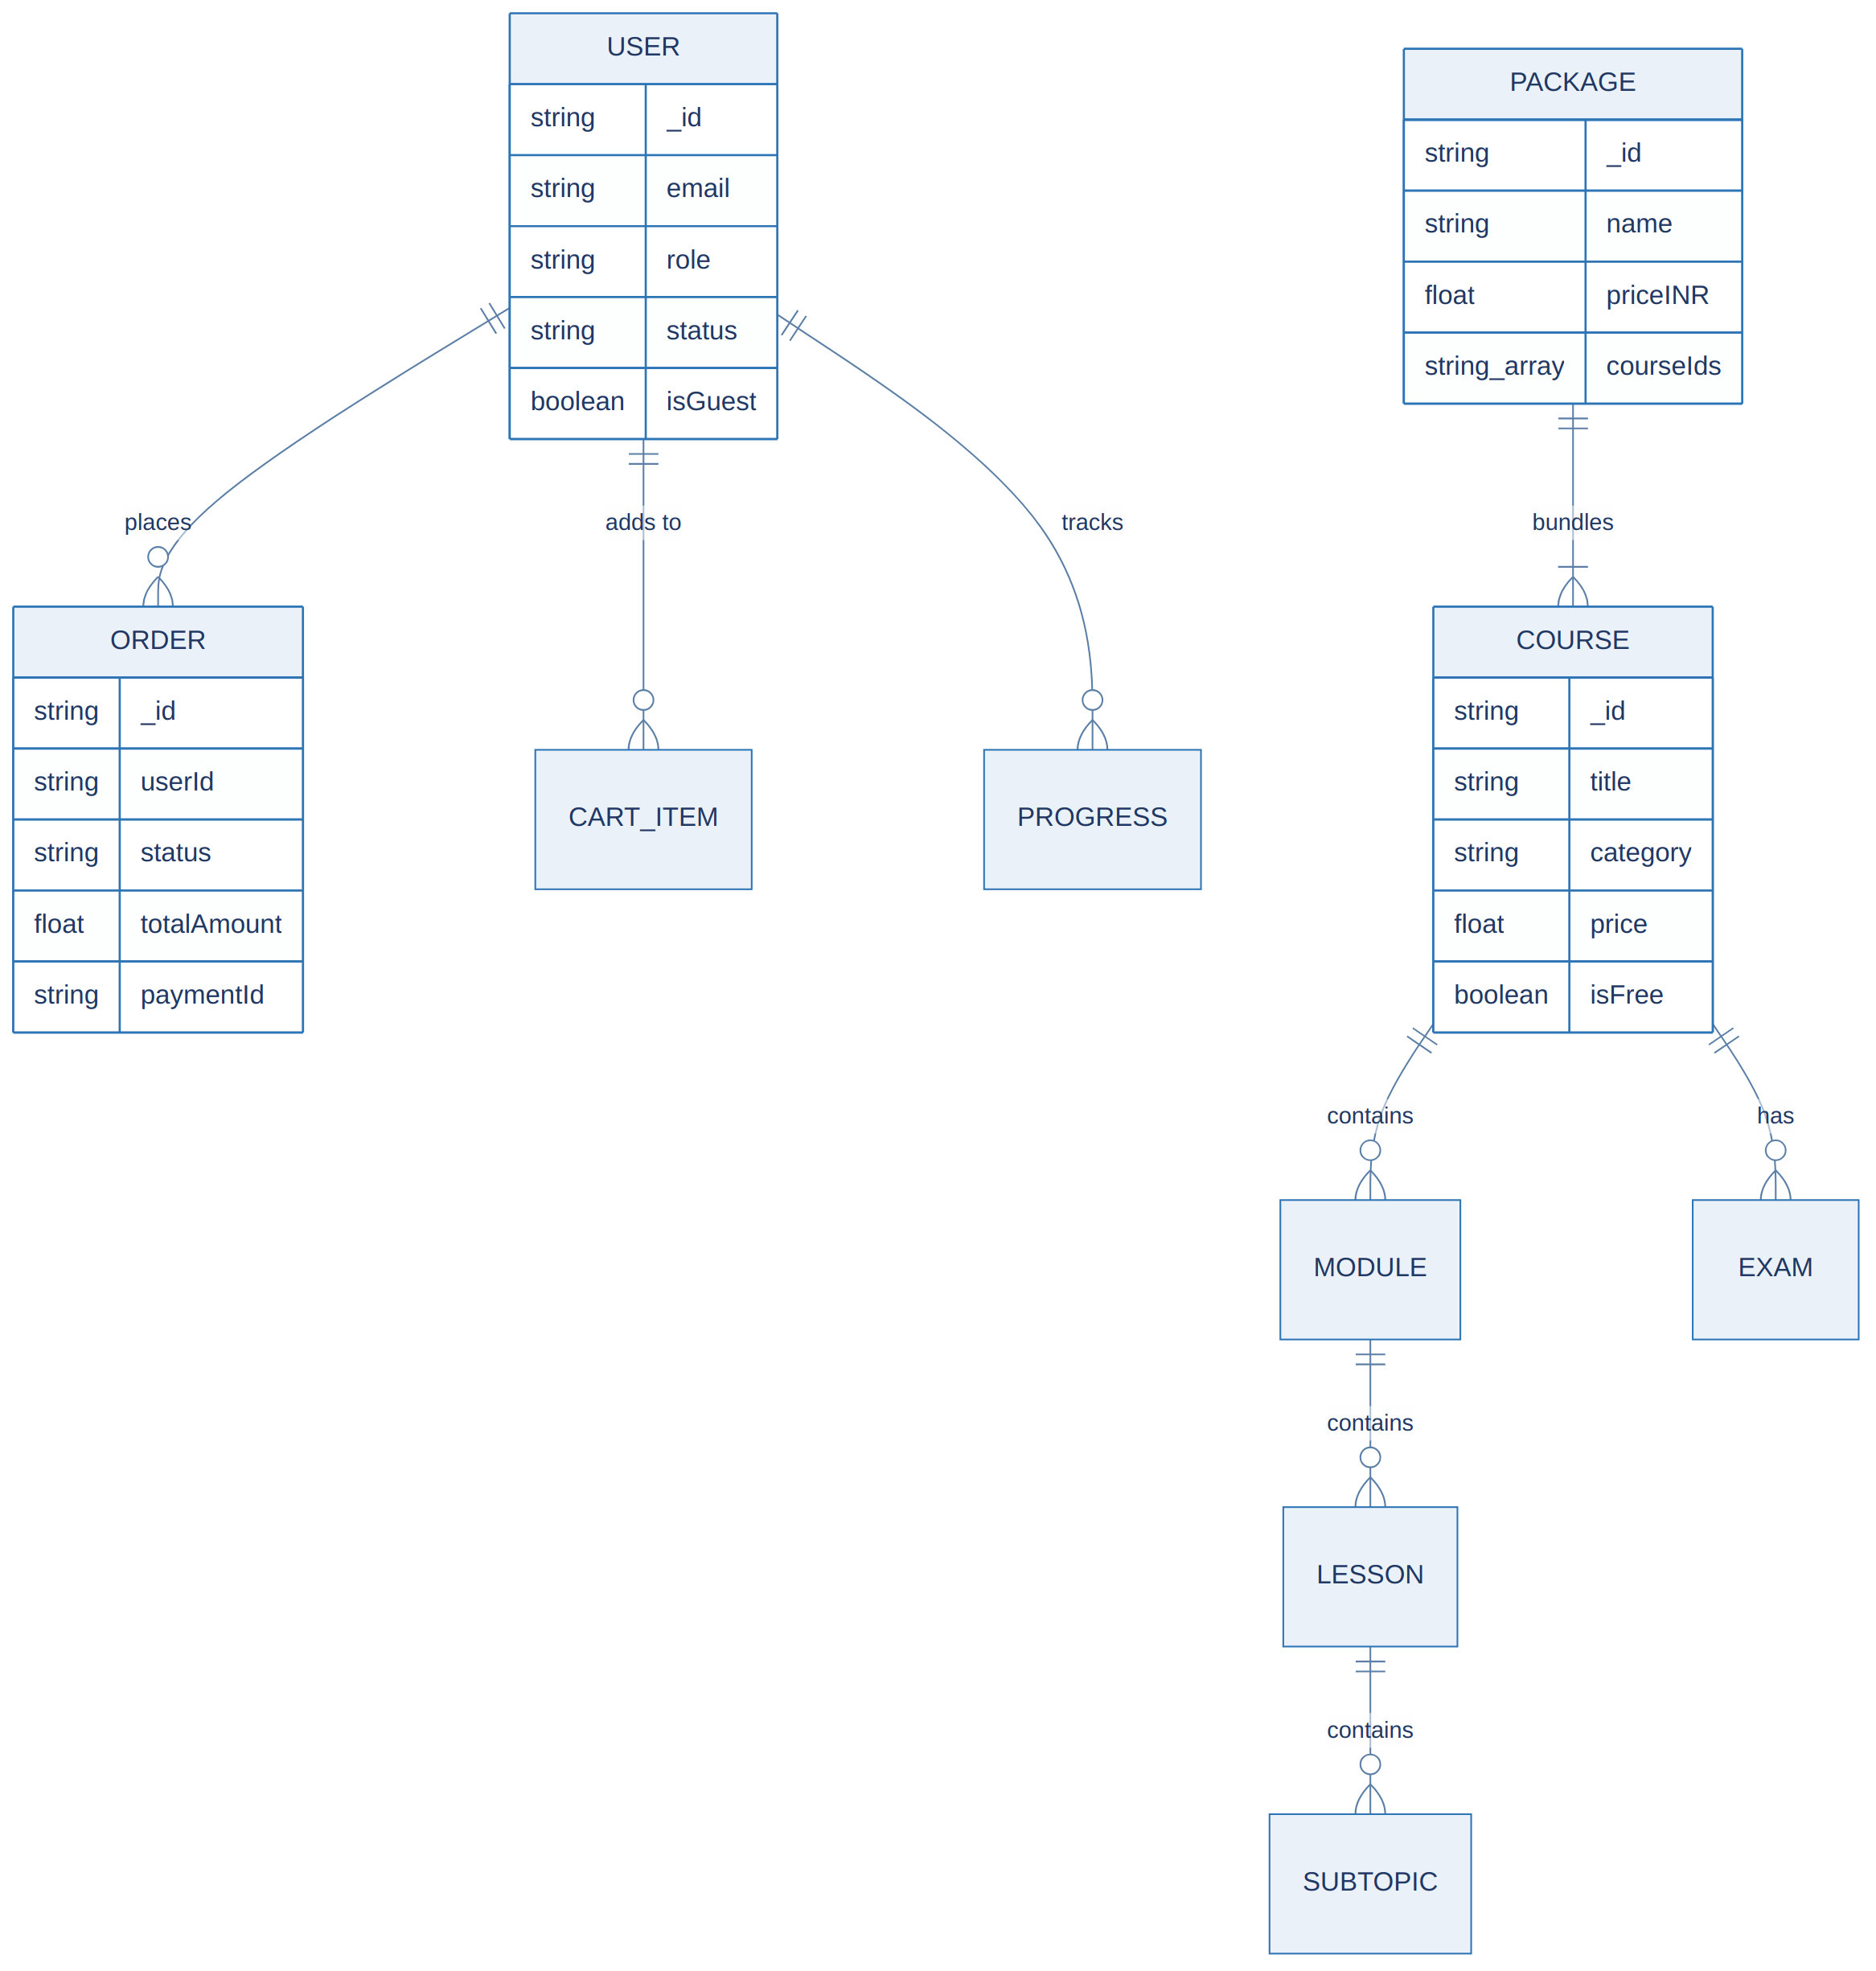 USER
string _id
string email
string role
string status
boolean isGuest
PACKAGE
string _id
string name
float priceINR
string_array courseIds
places
adds to
tracks
bundles
ORDER
string _id
string userId
string status
float totalAmount
string paymentId
CART_ITEM
PROGRESS
COURSE
string _id
string title
string category
float price
boolean isFree
contains
has
MODULE
EXAM
contains
LESSON
contains
SUBTOPIC